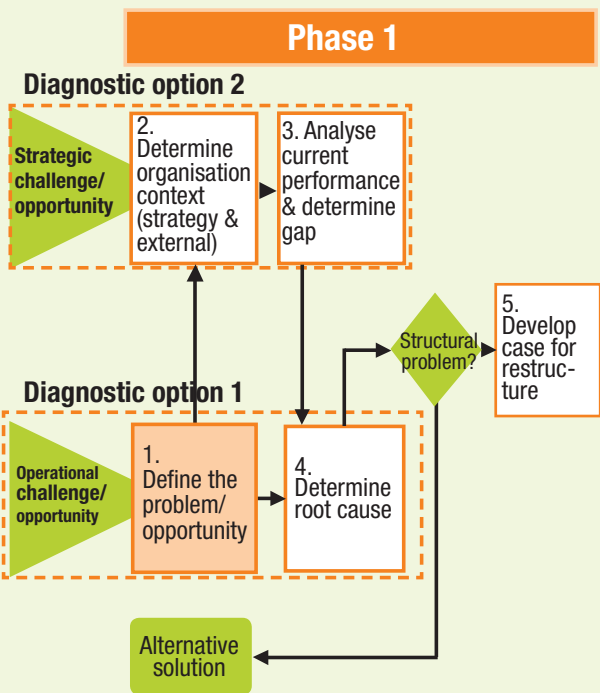 Phase 1
Diagnostic option 2
Strategic
challenge/
opportunity
2.
Determine
organisation
context
(strategy &
external)
3. Analyse
current
performance
& determine
gap
Structural
problem?
5.
Develop
case for
restruc-
ture
Diagnostic option 1
Operational
challenge/
opportunity
1.
Define the
problem/
opportunity
4.
Determine
root cause
Alternative
solution